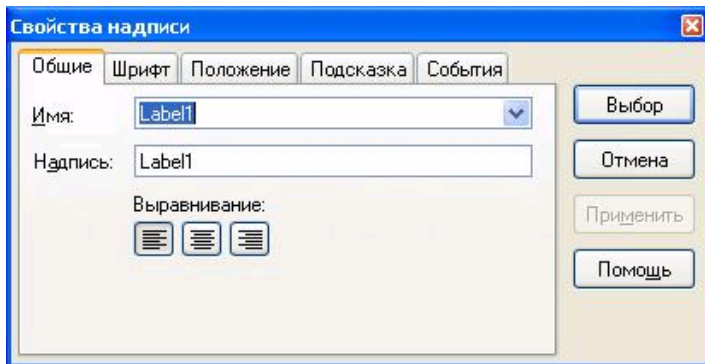 Свойства надписи
Общие Шрифт Положение Подсказка События
Имя: Label1
Надпись: Label1
Выравнивание:
Выбор
Отмена
Применить
Помощь